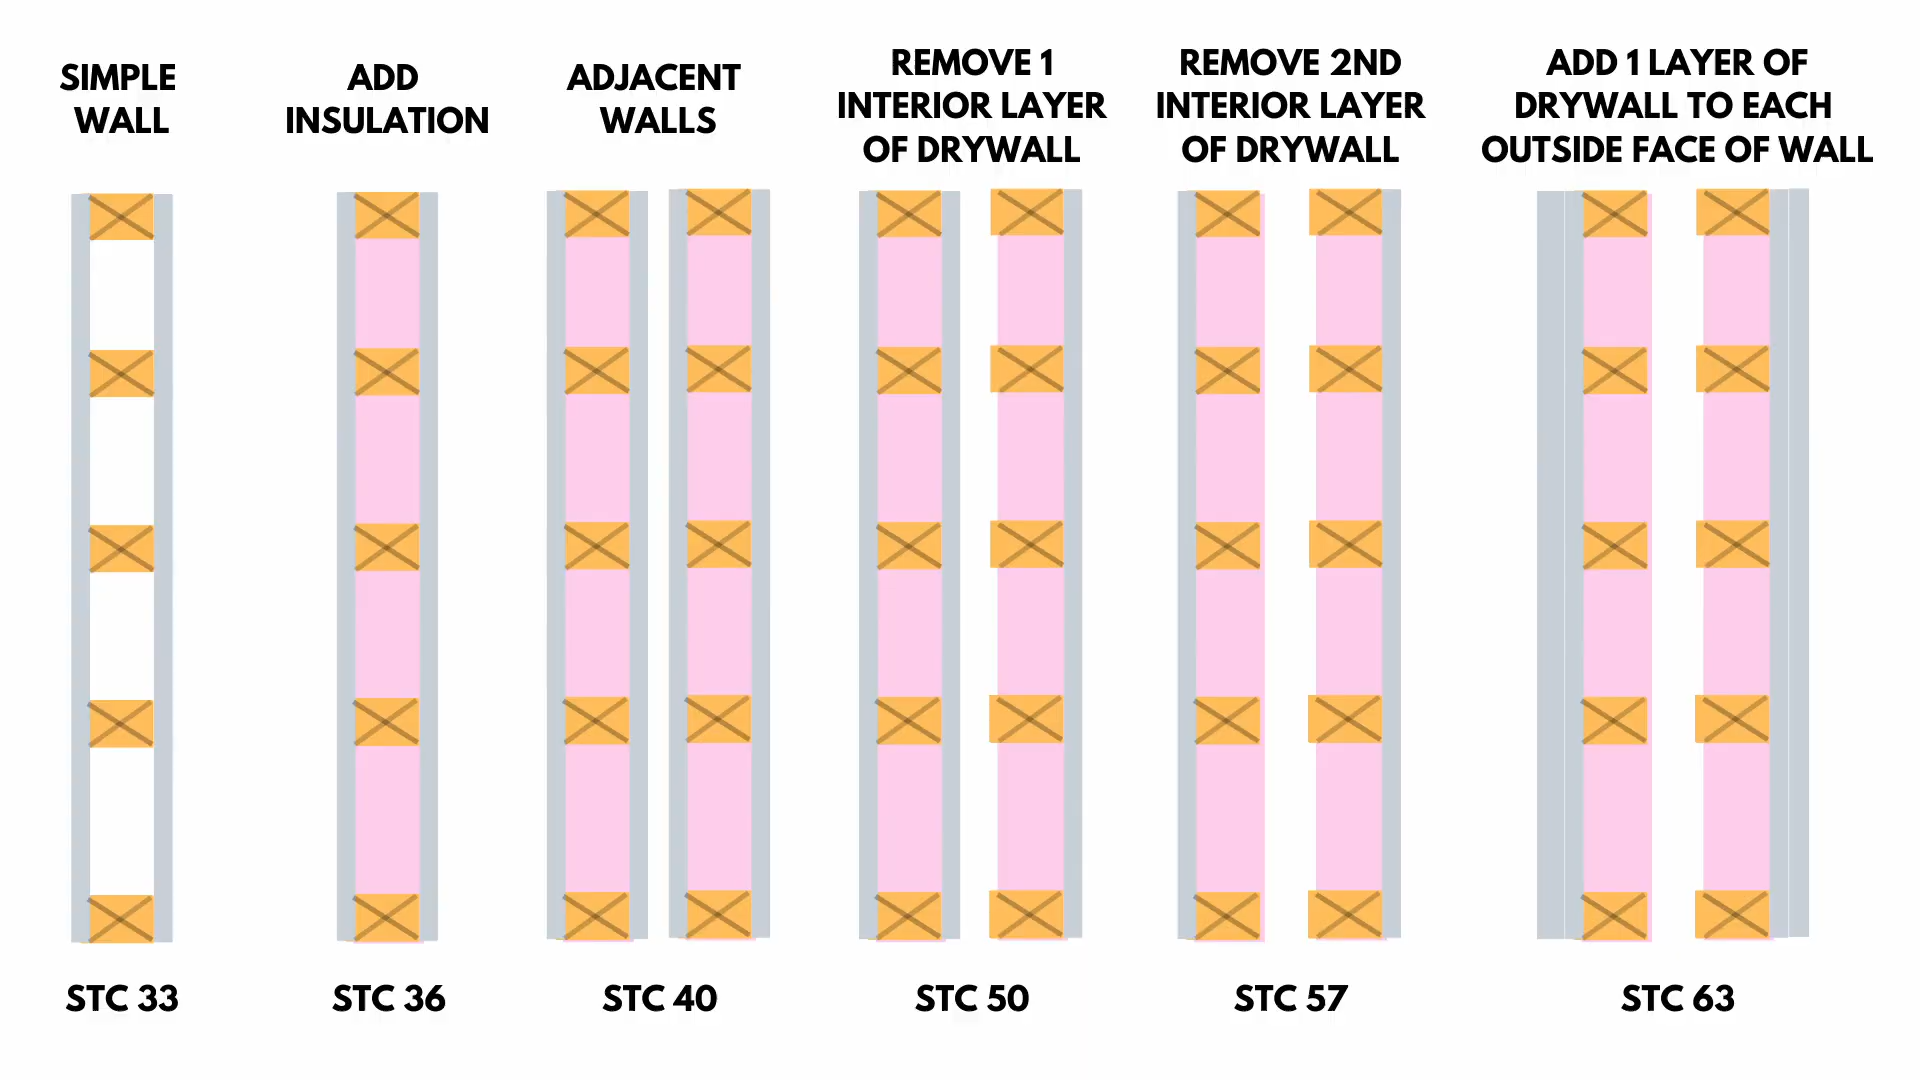 SIMPLE
WALL
ADD
INSULATION
ADJACENT
WALLS
REMOVE 1
INTERIOR LAYER
OF DRYWALL
REMOVE 2ND
INTERIOR LAYER
OF DRYWALL
ADD 1 LAYER OF
DRYWALL TO EACH
OUTSIDE FACE OF WALL
STC 33
STC 36
STC 40
STC 50
STC 57
STC 63